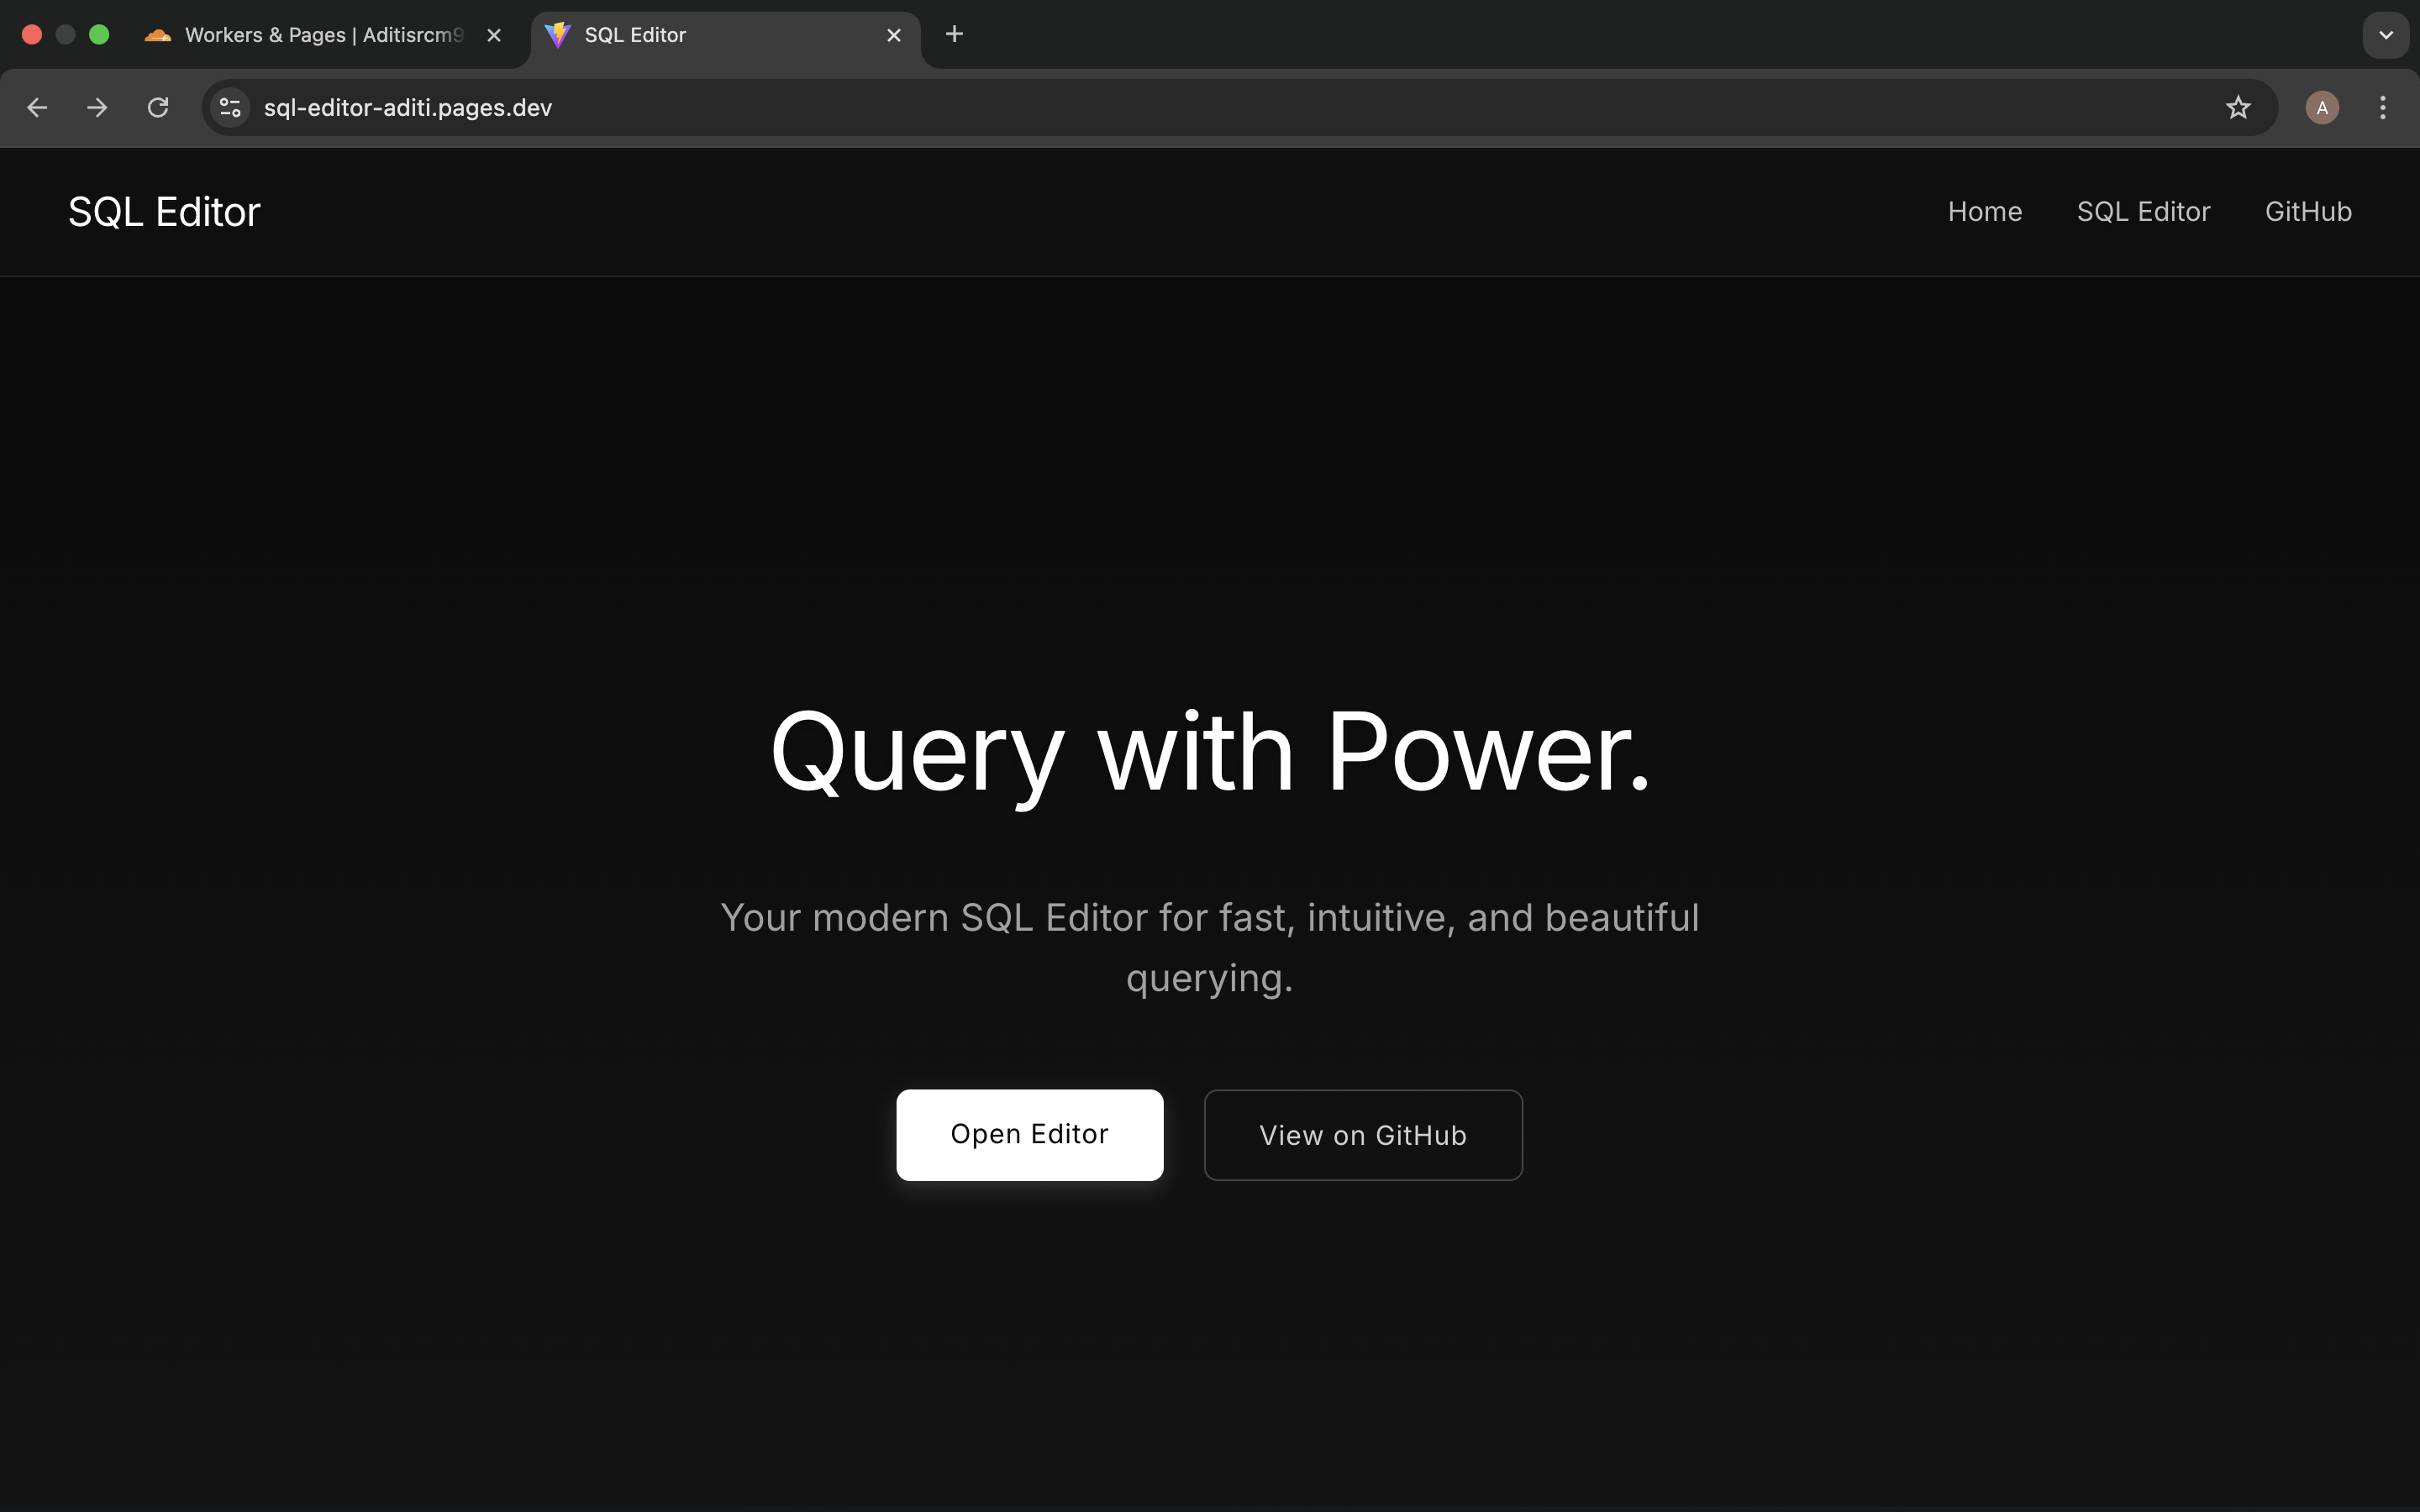 Workers & Pages | Aditisrcm9
SQL Editor
sql-editor-aditi.pages.dev
A
SQL Editor
Home
SQL Editor
GitHub
Query with Power.
Your modern SQL Editor for fast, intuitive, and beautiful
querying.
Open Editor
View on GitHub